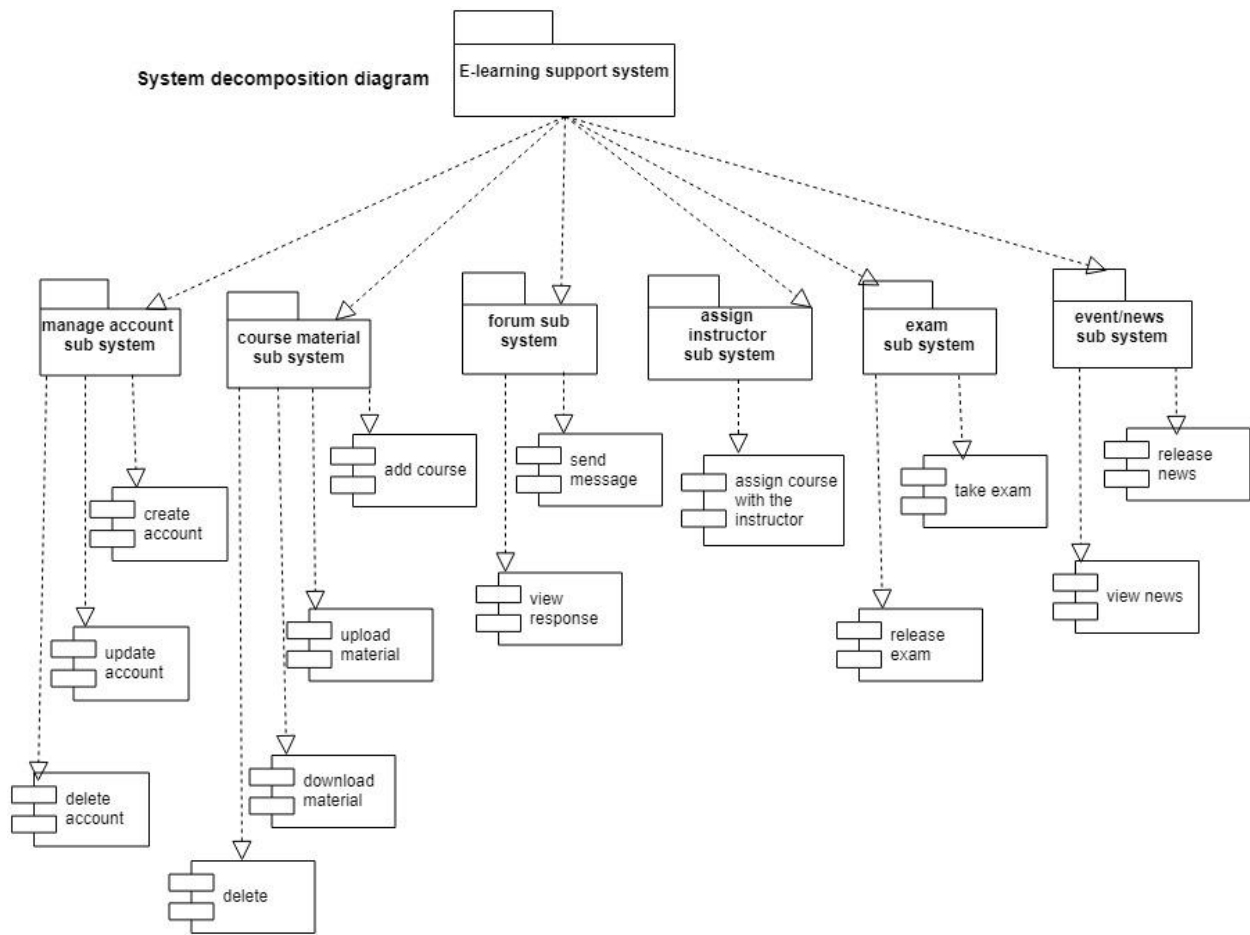 System decomposition diagram
E-learning support system
manage account
sub system
course material
sub system
forum sub
system
assign
instructor
sub system
exam
sub system
event/news
sub system
add course
send
message
assign course
with the
instructor
take exam
release
news
create
account
view
response
view news
update
account
upload
material
release
exam
delete
account
download
material
delete